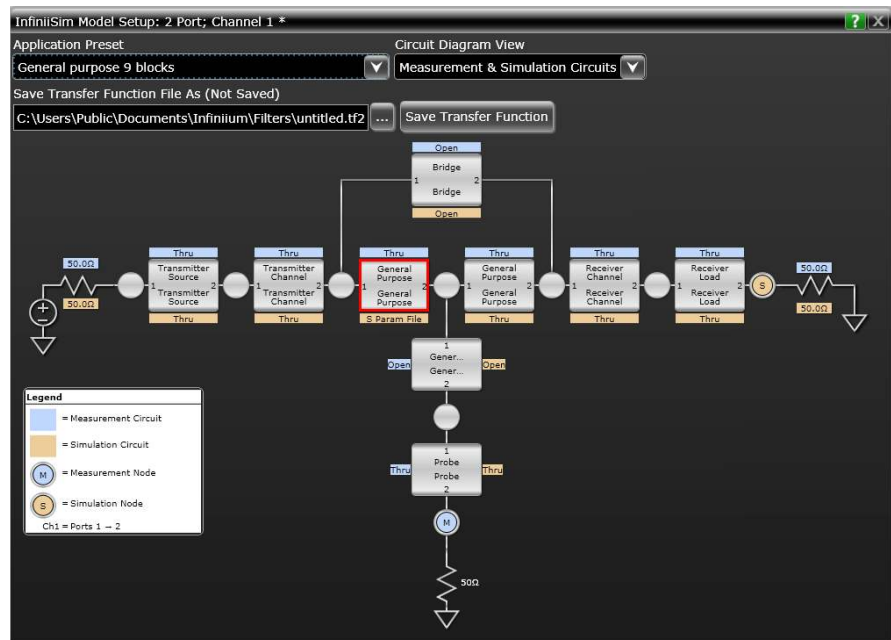 InfiniiSim Model Setup: 2 Port; Channel 1 *
? X
Application Preset
Circuit Diagram View
General purpose 9 blocks
Measurement & Simulation Circuits
Save Transfer Function File As (Not Saved)
C:\Users\Public\Documents\Infiniium\Filters\untitled.tf2
...
Save Transfer Function
Open
Bridge
1 2
Bridge
Open
50.0Ω
50.0Ω
Thru
Transmitter
Source
1 2
Transmitter
Source
Thru
Thru
Transmitter
Channel
1 2
Transmitter
Channel
Thru
Thru
General
Purpose
1 2
General
Purpose
S Param File
Thru
General
Purpose
1 2
General
Purpose
Thru
Thru
Receiver
Channel
1 2
Receiver
Channel
Thru
Thru
Receiver
Load
1 2
Receiver
Load
Thru
S
50.0Ω
50.0Ω
1
Gener...
Open Open
Gener...
2
1
Probe
Thru Thru
Probe
2
M
50Ω
Legend
= Measurement Circuit
= Simulation Circuit
M = Measurement Node
S = Simulation Node
Ch1 = Ports 1 → 2